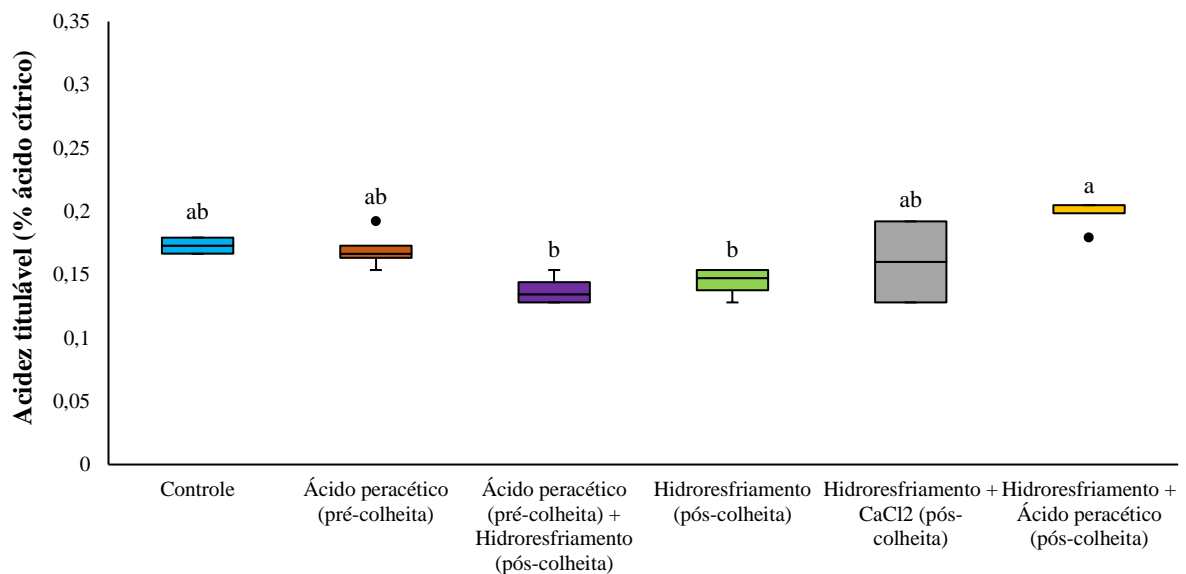 Acidez titulável (% ácido cítrico)
0,35
0,3
0,25
0,2
0,15
0,1
0,05
0
ab
ab
b
b
ab
a
Controle
Ácido peracético
(pré-colheita)
Ácido peracético
(pré-colheita) +
Hidroresfriamento
(pós-colheita)
Hidroresfriamento
(pós-colheita)
Hidroresfriamento +
CaCl2 (pós-
colheita)
Hidroresfriamento +
Ácido peracético
(pós-colheita)